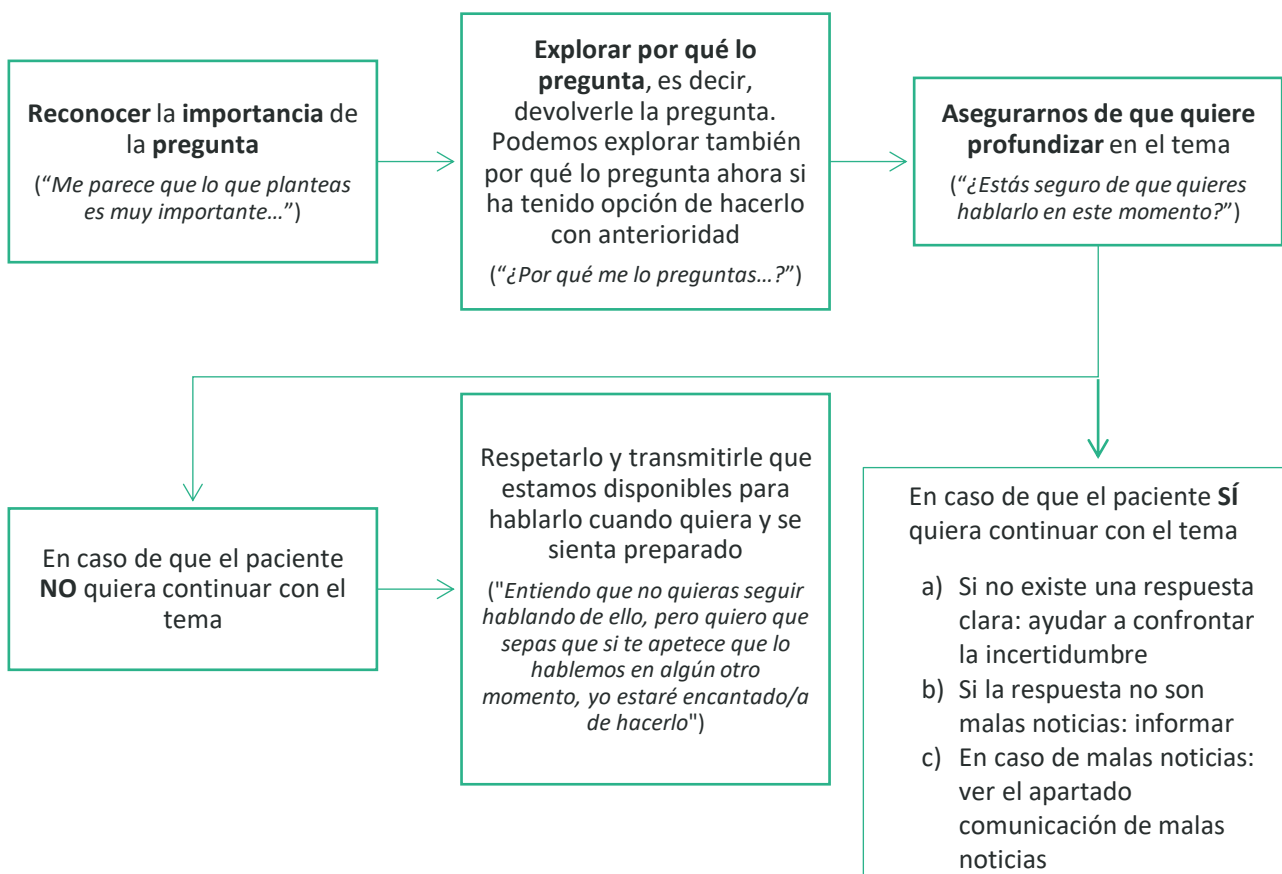 Reconocer la importancia de
la pregunta
(“Me parece que lo que planteas
es muy importante…”)
Explorar por qué lo
pregunta, es decir,
devolverle la pregunta.
Podemos explorar también
por qué lo pregunta ahora si
ha tenido opción de hacerlo
con anterioridad
(“¿Por qué me lo preguntas…?”)
Asegurarnos de que quiere
profundizar en el tema
(“¿Estás seguro de que quieres
hablarlo en este momento?”)
En caso de que el paciente
NO quiera continuar con el
tema
Respetarlo y transmitirle que
estamos disponibles para
hablarlo cuando quiera y se
sienta preparado
("Entiendo que no quieras seguir
hablando de ello, pero quiero que
sepas que si te apetece que lo
hablemos en algún otro
momento, yo estaré encantado/a
de hacerlo")
En caso de que el paciente SÍ
quiera continuar con el tema
a) Si no existe una respuesta
clara: ayudar a confrontar
la incertidumbre
b) Si la respuesta no son
malas noticias: informar
c) En caso de malas noticias:
ver el apartado
comunicación de malas
noticias